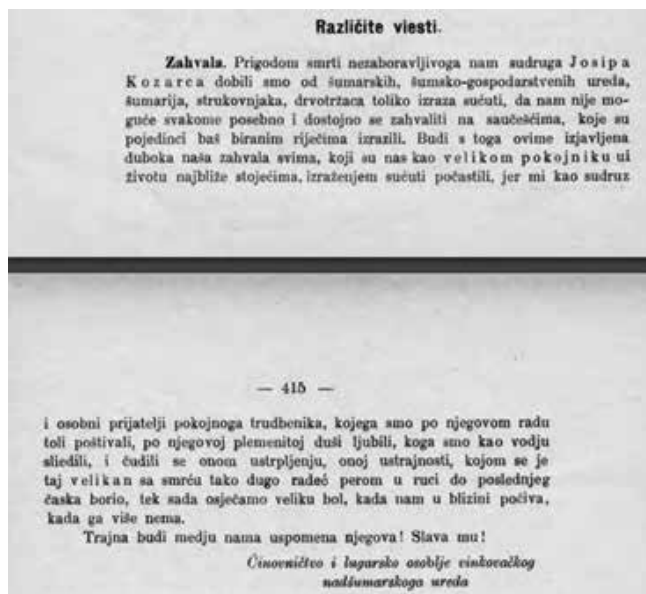 Različite viesti.
Zahvala. Prigodom smrti nezaboravljivoga nam sudruga Josipa
Kozarca dobili smo od šumarskih, šumsko-gospodarstvenih ureda,
šumarija, strukovnjaka, drvotržaca toliko izraza sućuti, da nam nije mo-
guće svakome posebno i dostojno se zahvaliti na saučešćima, koje su
pojedinci baš biranim riječima izrazili. Budi s toga ovime izjavljena
duboka naša zahvala svima, koji su nas kao velikom pokojniku ui
životu najbliže stojećima, izraženjem sućuti počastili, jer mi kao sudruz
— 415 —
i osobni prijatelji pokojnoga trudbenika, kojega smo po njegovom radu
toli poštivali, po njegovoj plemenitoj duši ljubili, koga smo kao vodju
sliedili, i čudili se onom ustrpljenju, onoj ustrajnosti, kojom se je
taj velikan sa smrću tako dugo radeć perom u ruci do poslednjeg
časka borio, tek sada osjećamo veliku bol, kada nam u blizini počiva,
kada ga više nema.
Trajna budi medju nama uspomena njegova! Slava mu!
Činovničtvo i lugarsko osoblje vinkovačkog
nadšumarskoga ureda